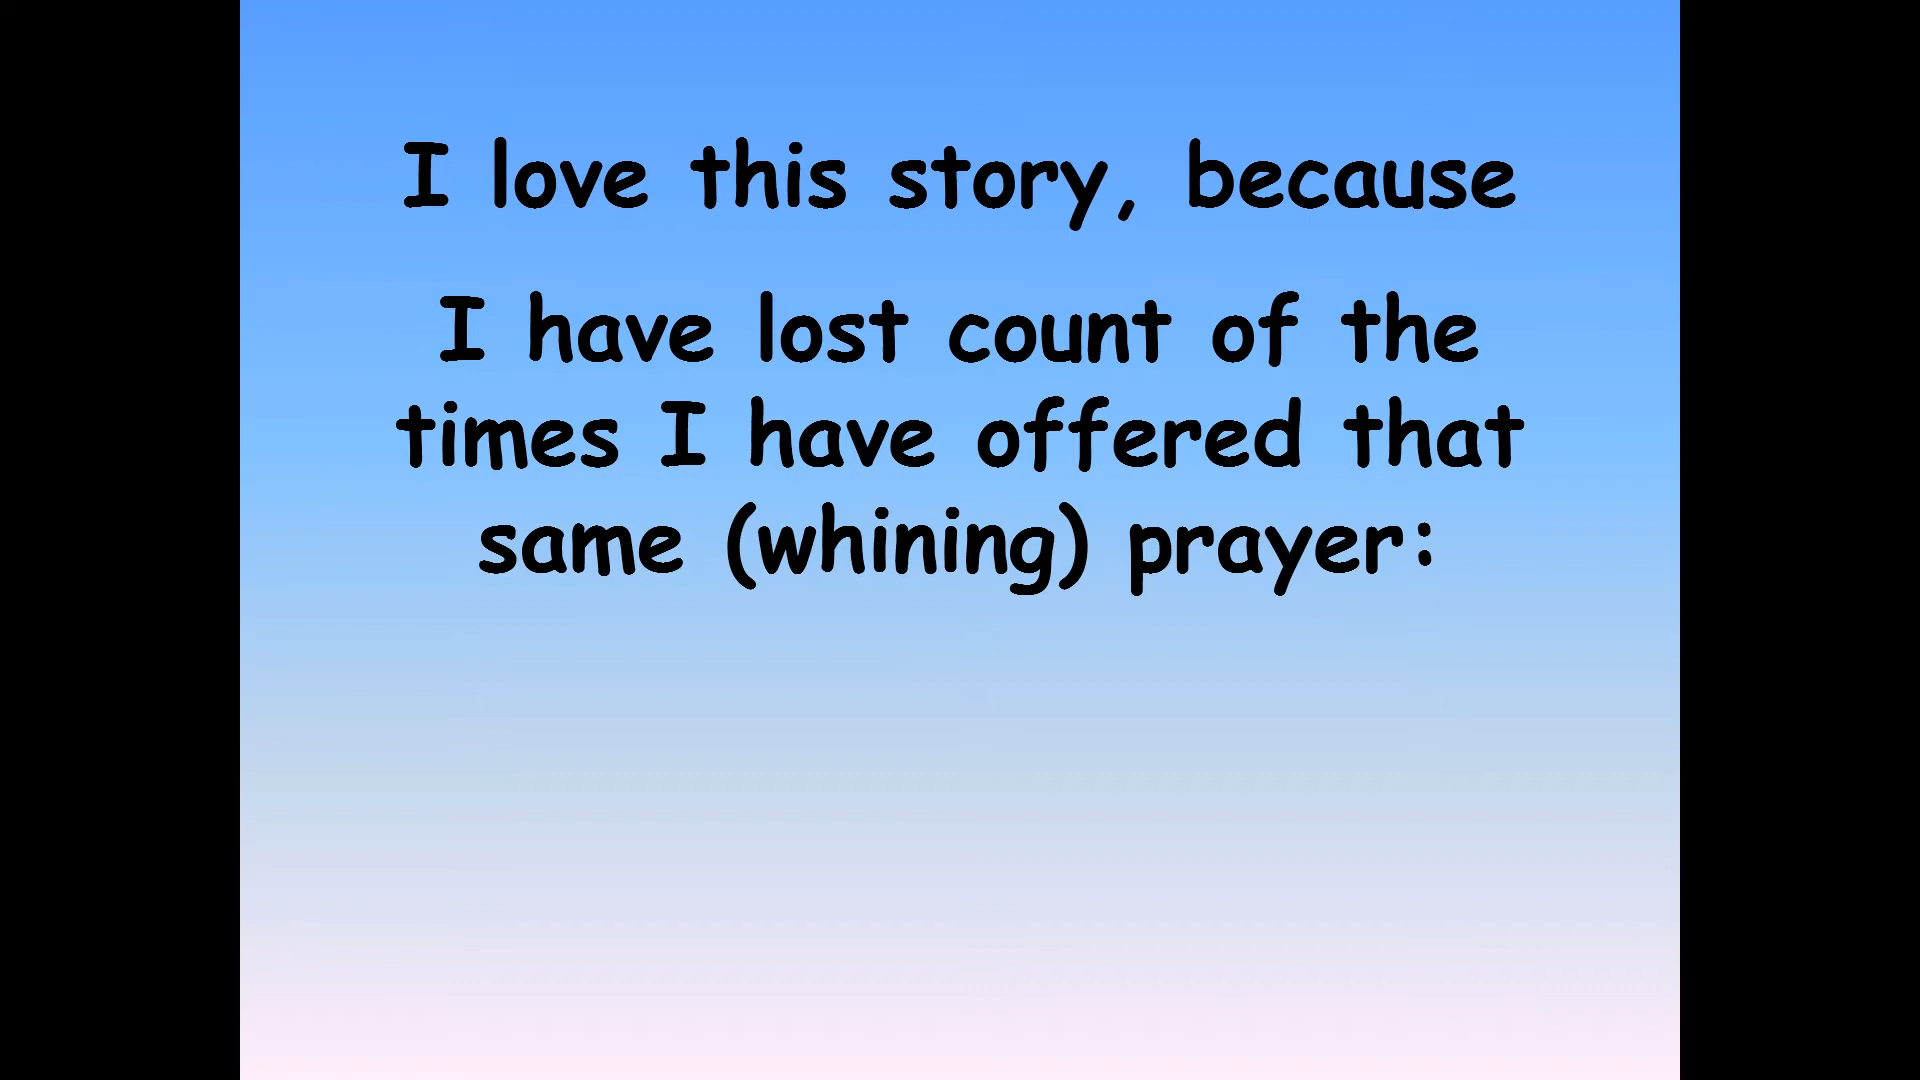 I love this story, because
I have lost count of the
times I have offered that
same (whining) prayer: